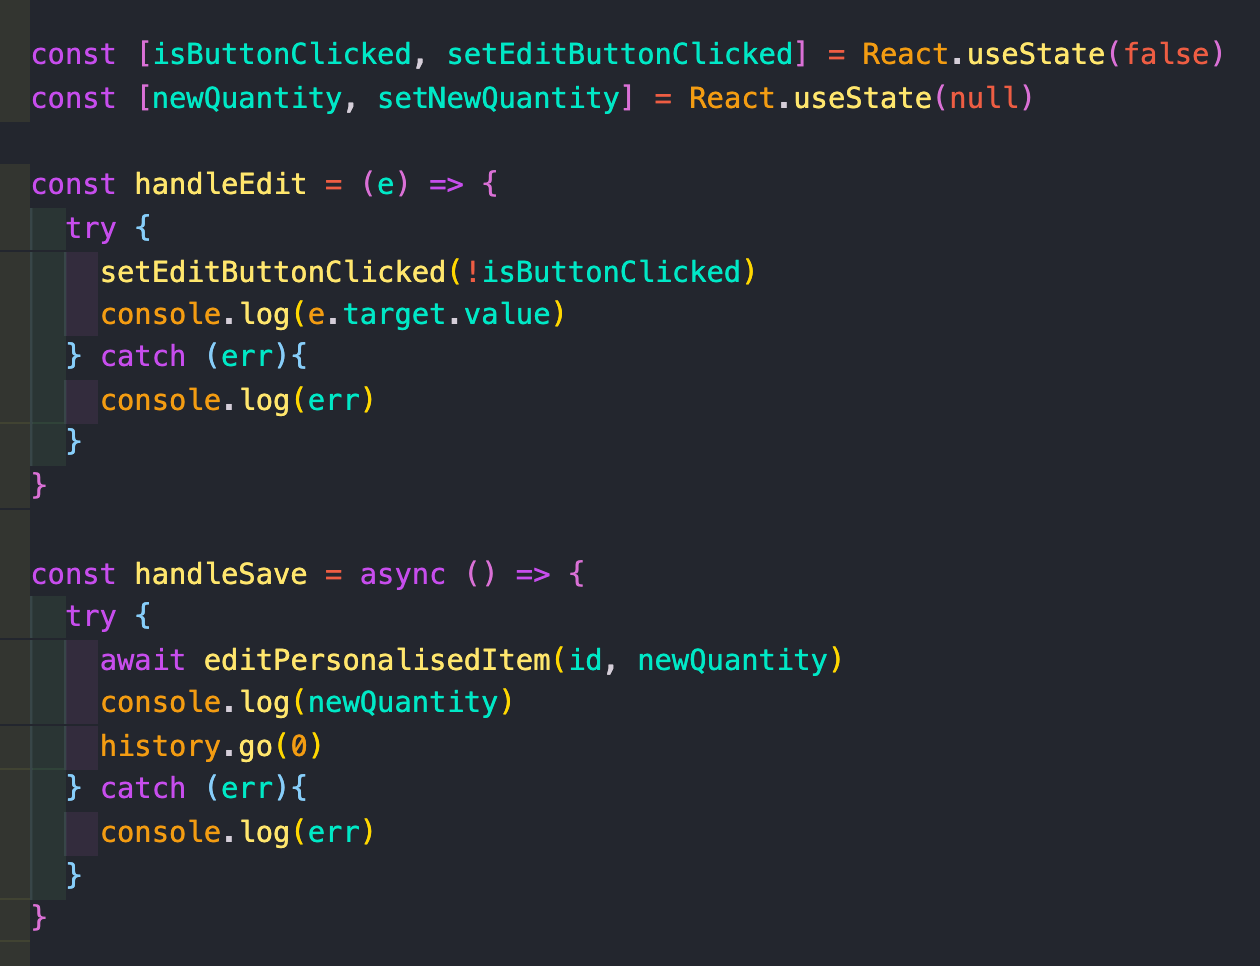 const [isButtonClicked, setEditButtonClicked] = React.useState(false)
const [newQuantity, setNewQuantity] = React.useState(null)
const handleEdit = (e) => {
try {
setEditButtonClicked(!isButtonClicked)
console.log(e.target.value)
} catch (err){
console.log(err)
}
}
const handleSave = async () => {
try {
await editPersonalisedItem(id, newQuantity)
console.log(newQuantity)
history.go(0)
} catch (err){
console.log(err)
}
}